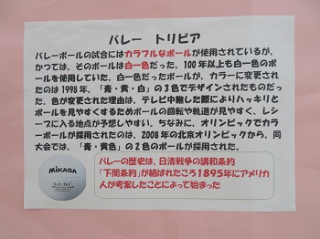 バレー トリビア
バレーボールの試合にはカラフルなボールが使用されているが、
かつては、そのボールは白一色だった。100年以上も白一色のボ
ールを使用していた。白一色だったボールが、カラーに変更され
たのは1998年、「青・黄・白」の3色でデザインされたものだっ
た。色が変更された理由は、テレビ中継した際によりハッキリと
ボールを見やすくするためボールの回転や軌道が見やすく、レシ
ーブに入る地点が予想しやすい。ちなみに、オリンピックでカラ
ーボールが採用されたのは、2008年の北京オリンピックから。同
大会では、「青・黄色」の2色のボールが採用された。
MIKASA
バレーの歴史は、日清戦争の講和条約
「下関条約」が結ばれたころ1895年にアメリカ
人が考案したことによって始まった